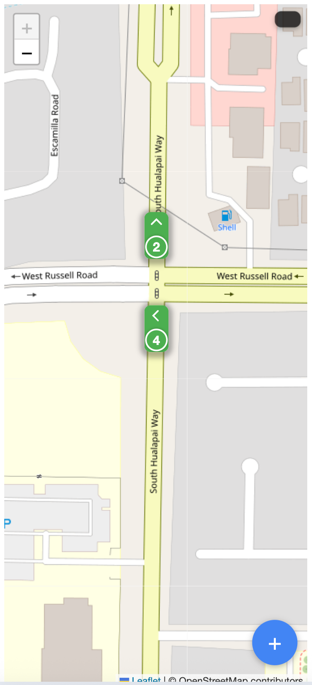 +
−
Escamilla Road
South Hualapai Way
Shell
2
←West Russell Road
West Russell Road←
→
→
4
South Hualapai Way
P
+
Leaflet | © OpenStreetMap contributors